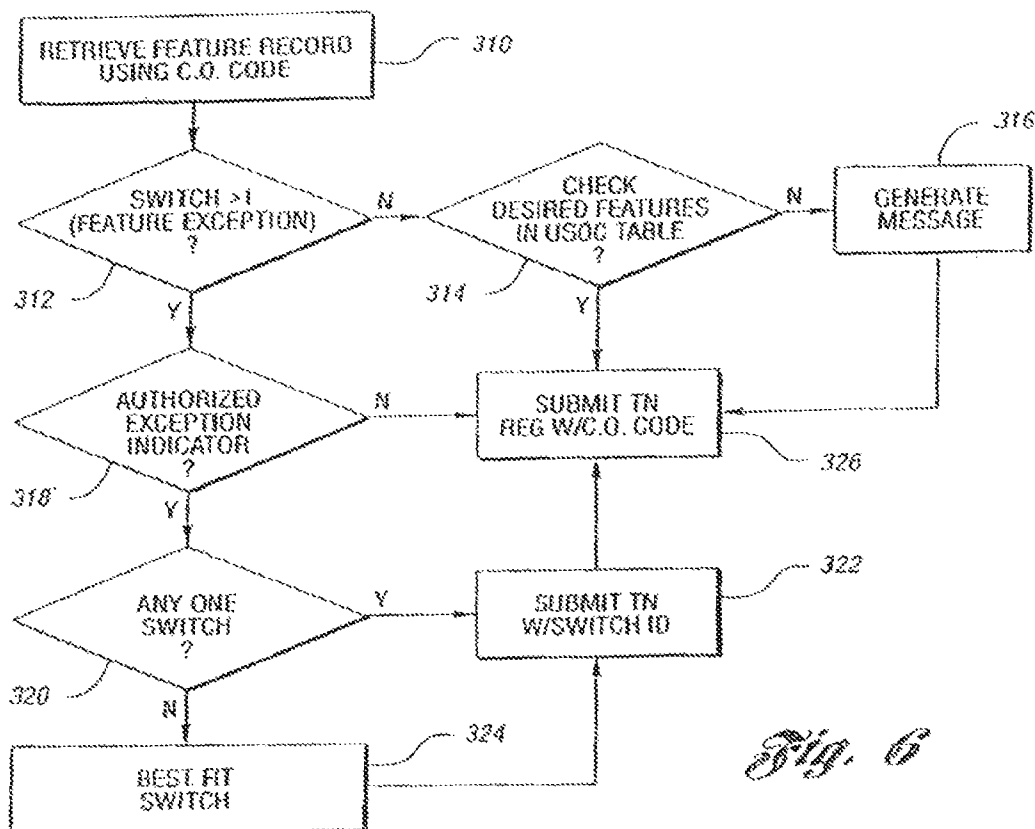 RETRIEVE FEATURE RECORD
USING C.O. CODE
310
SWITCH >1
(FEATURE EXCEPTION)
?
312
N
Y
CHECK
DESIRED FEATURES
IN USOC TABLE
?
314
N
Y
316
GENERATE
MESSAGE
AUTHORIZED
EXCEPTION
INDICATOR
?
318
N
Y
SUBMIT TN
REG W/C.O. CODE
326
ANY ONE
SWITCH
?
320
Y
N
SUBMIT TN
W/SWITCH ID
322
BEST FIT
SWITCH
324
Fig. 6